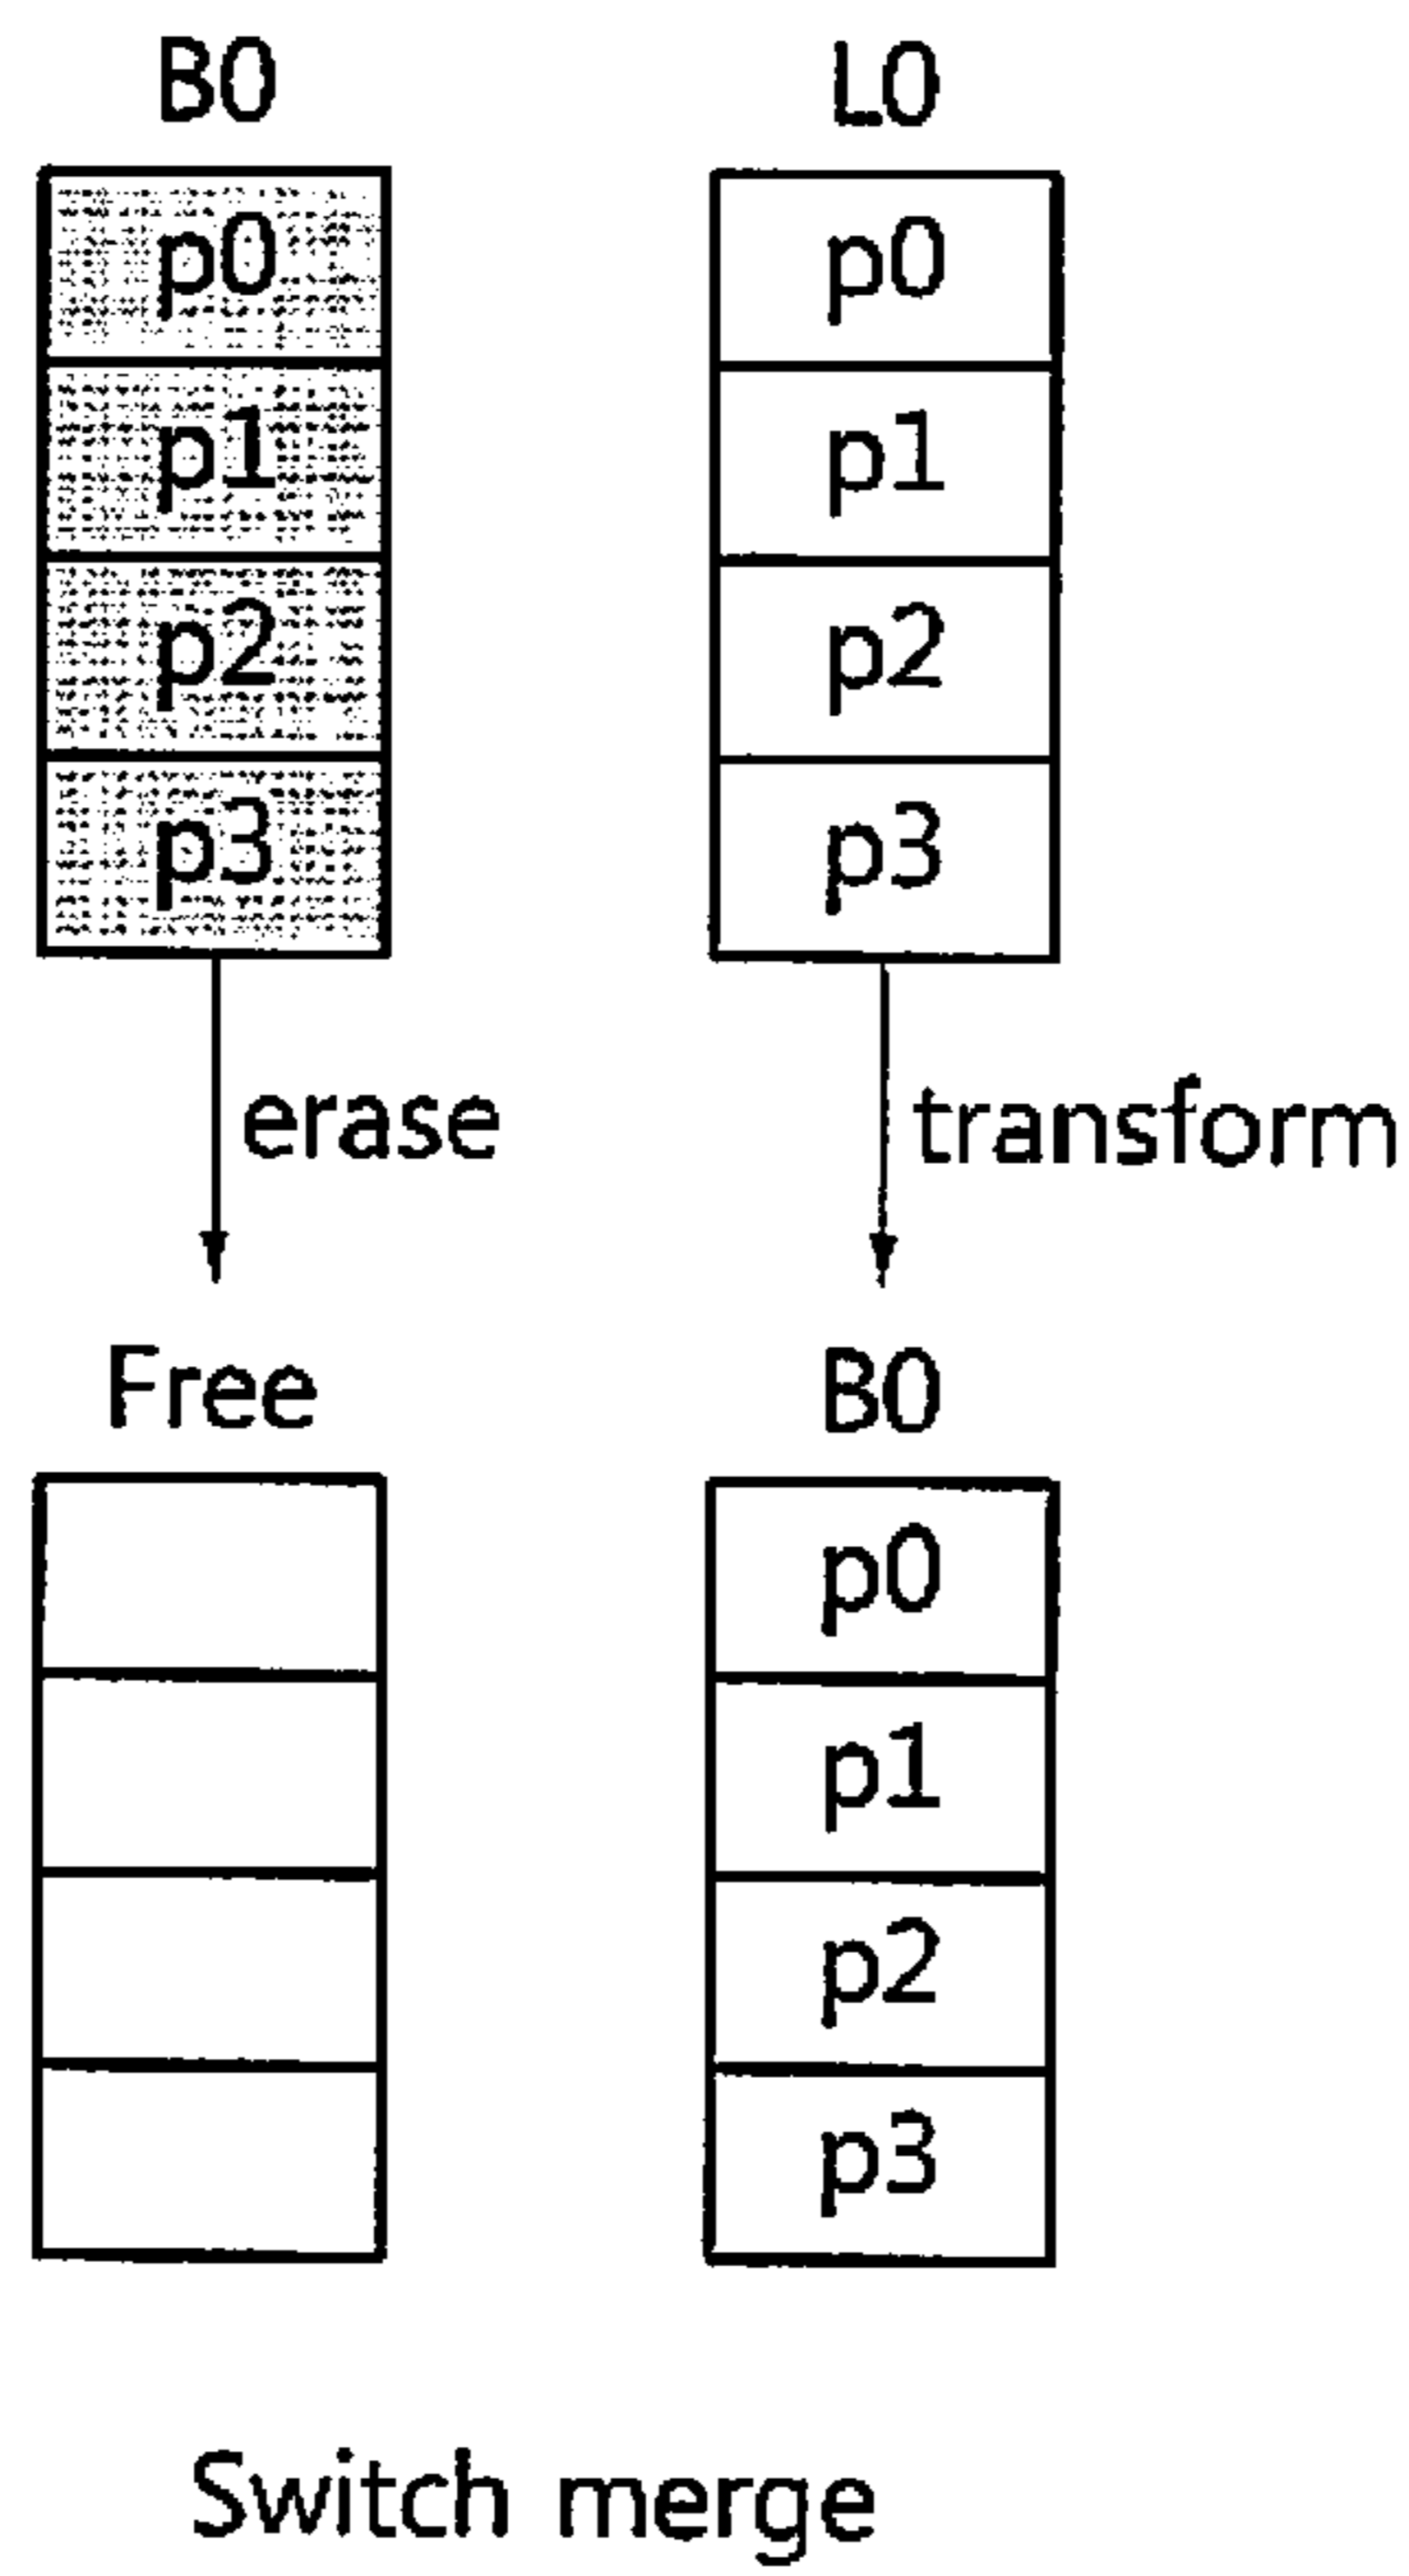 B0 L0
p0 p0
p1 p1
p2 p2
p3 p3
erase transform
Free B0
p0
p1
p2
p3
Switch merge